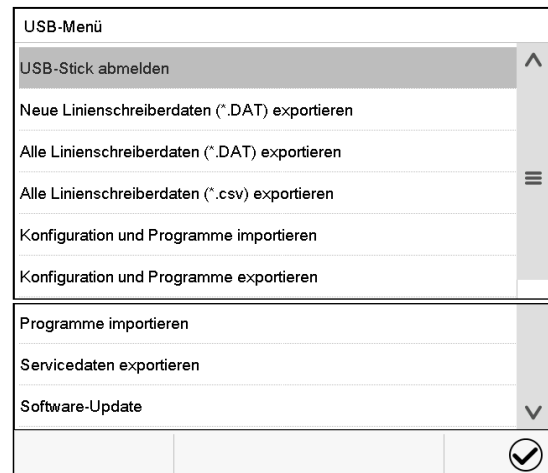 USB-Menü
USB-Stick abmelden
Neue Linienschreiberdaten (*.DAT) exportieren
Alle Linienschreiberdaten (*.DAT) exportieren
Alle Linienschreiberdaten (*.csv) exportieren
Konfiguration und Programme importieren
Konfiguration und Programme exportieren
Programme importieren
Servicedaten exportieren
Software-Update